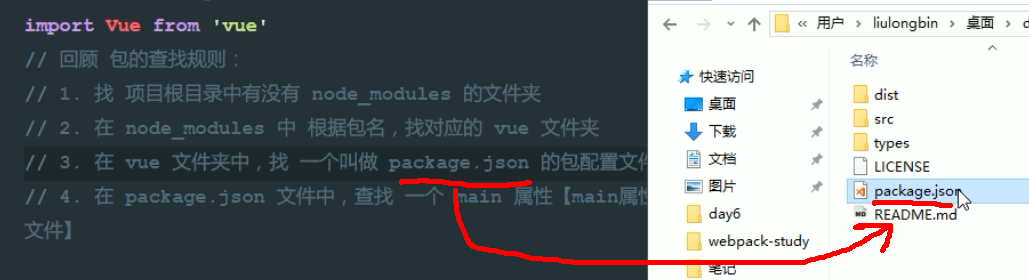 import Vue from 'vue'
// 回顾 包的查找规则：
// 1. 找 项目根目录中有没有 node_modules 的文件夹
// 2. 在 node_modules 中 根据包名，找对应的 vue 文件夹
// 3. 在 vue 文件夹中，找 一个叫做 package.json 的包配置文件
// 4. 在 package.json 文件中，查找 一个 main 属性【main属性
文件】
« 用户 › liulongbin › 桌面 › d
快速访问
桌面
下载
文档
图片
day6
webpack-study
笔记
名称
dist
src
types
LICENSE
package.json
README.md